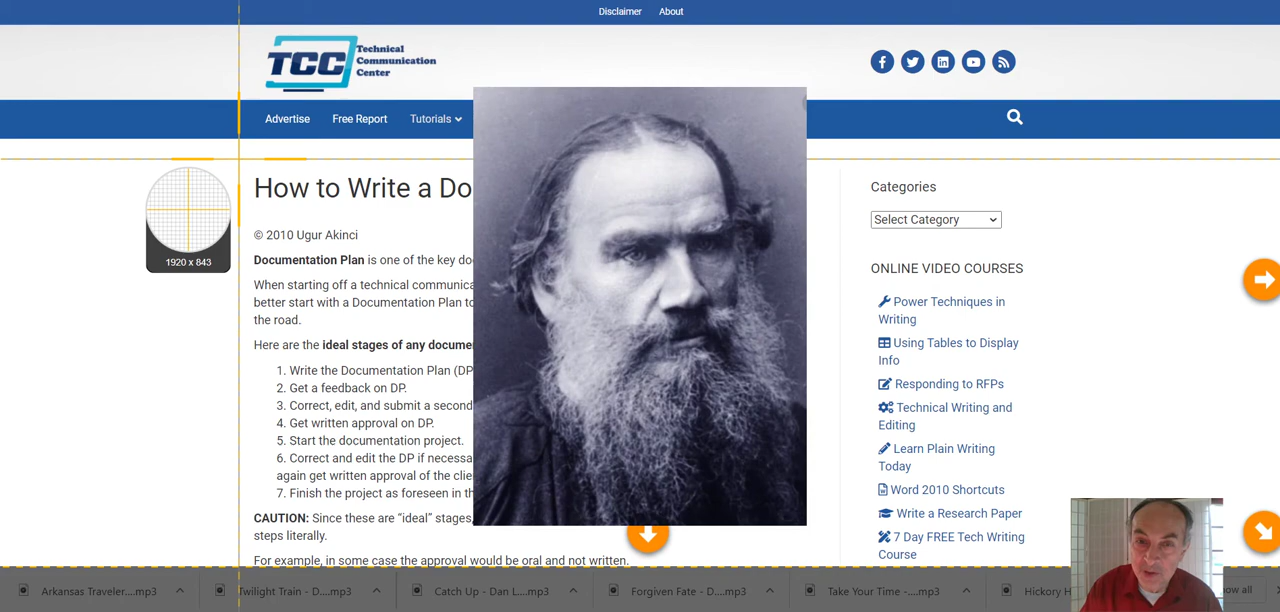 Disclaimer About
TCC Technical
Communication
Center
Advertise Free Report Tutorials
How to Write a Do
© 2010 Ugur Akinci
Documentation Plan is one of the key do
When starting off a technical communica
better start with a Documentation Plan to
the road.
Here are the ideal stages of any docume
1. Write the Documentation Plan (DP
2. Get a feedback on DP.
3. Correct, edit, and submit a second
4. Get written approval on DP.
5. Start the documentation project.
6. Correct and edit the DP if necessa
again get written approval of the clie
7. Finish the project as foreseen in th
CAUTION: Since these are “ideal” stages,
steps literally.
For example, in some case the approval would be oral and not written.
1920 x 843
Categories
Select Category
ONLINE VIDEO COURSES
Power Techniques in
Writing
Using Tables to Display
Info
Responding to RFPs
Technical Writing and
Editing
Learn Plain Writing
Today
Word 2010 Shortcuts
Write a Research Paper
7 Day FREE Tech Writing
Course
Arkansas Traveler....mp3 Twilight Train - D....mp3 Catch Up - Dan L....mp3 Forgiven Fate - D....mp3 Take Your Time -....mp3 Hickory H ow all